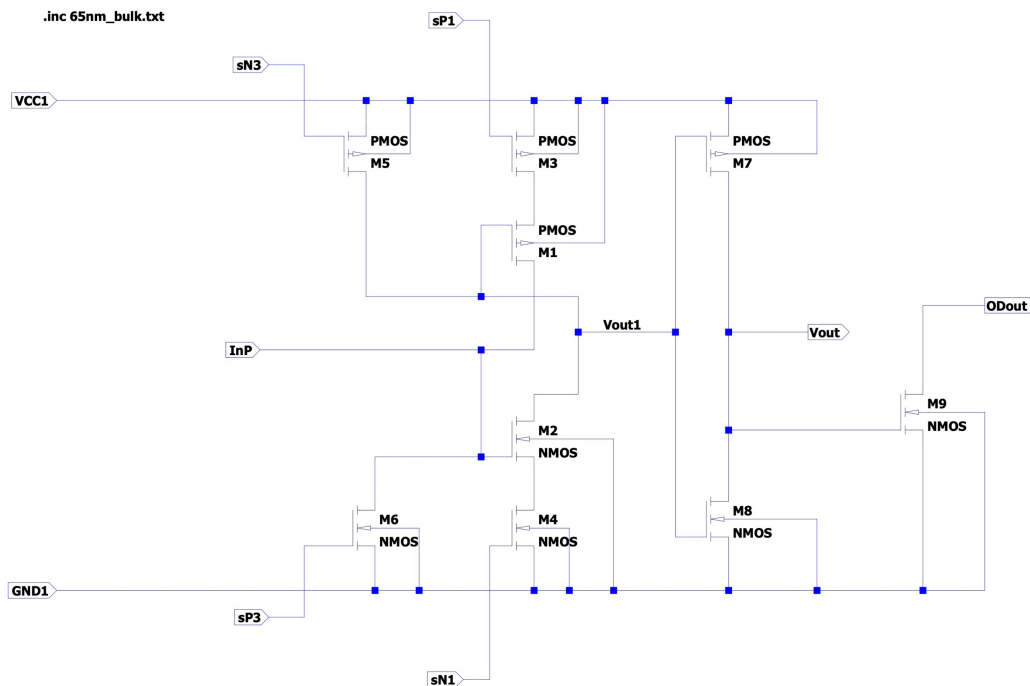 .inc 65nm_bulk.txt
sP1
sN3
VCC1
PMOS
M5
PMOS
M3
PMOS
M7
PMOS
M1
Vout1
Vout
ODout
InP
M2
NMOS
M9
NMOS
M6
NMOS
M4
NMOS
M8
NMOS
GND1
sP3
sN1